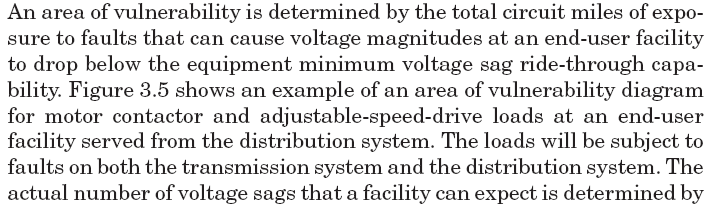 An area of vulnerability is determined by the total circuit miles of expo-
sure to faults that can cause voltage magnitudes at an end-user facility
to drop below the equipment minimum voltage sag ride-through capa-
bility. Figure 3.5 shows an example of an area of vulnerability diagram
for motor contactor and adjustable-speed-drive loads at an end-user
facility served from the distribution system. The loads will be subject to
faults on both the transmission system and the distribution system. The
actual number of voltage sags that a facility can expect is determined by